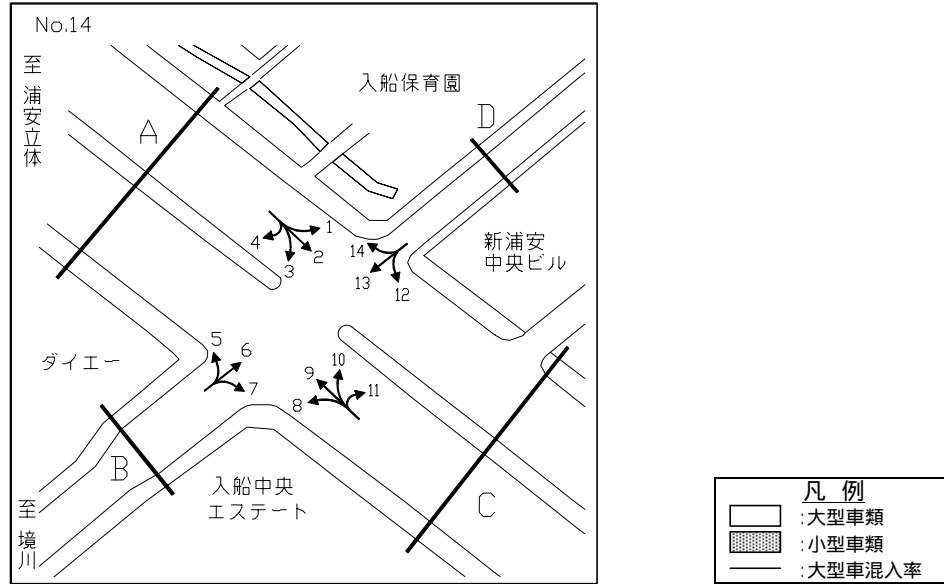 No.14
至 浦安立体
入船保育園
A
D
1
2
3
4
14
13
12
新浦安
中央ビル
ダイエー
5
6
7
8
9
10
11
B
C
入船中央
エステート
至 境川
凡 例
:大型車類
:小型車類
:大型車混入率